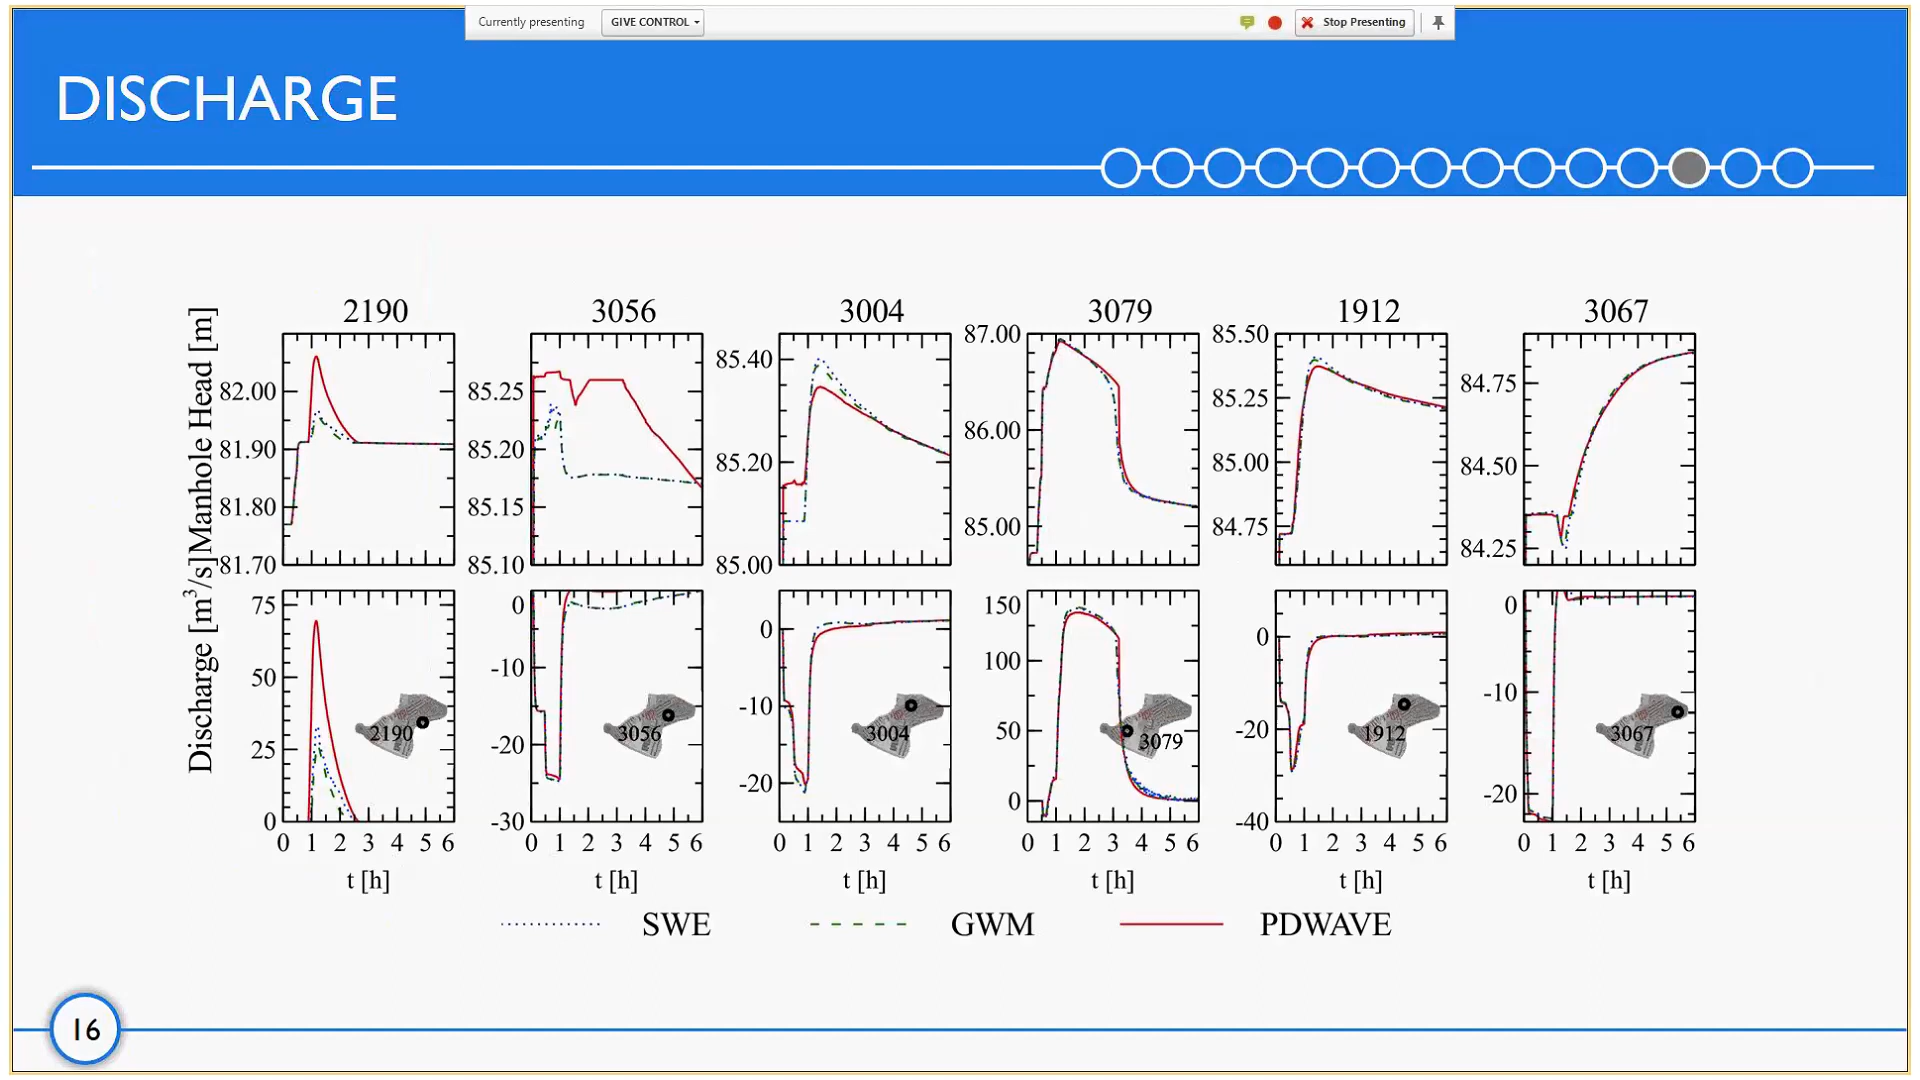 Currently presenting GIVE CONTROL Stop Presenting
DISCHARGE
2190 3056 3004 3079 1912 3067
Manhole Head [m]
82.00 81.90 81.80 81.70
85.25 85.20 85.15 85.10
85.40 85.20 85.00
87.00 86.00 85.00
85.50 85.25 85.00 84.75
84.75 84.50 84.25
Discharge [m³/s]
75 50 25 0
0 -10 -20 -30
0 -10 -20
150 100 50 0
0 -20 -40
0 -10 -20
2190 3056 3004 3079 1912 3067
0 1 2 3 4 5 6 0 1 2 3 4 5 6 0 1 2 3 4 5 6 0 1 2 3 4 5 6 0 1 2 3 4 5 6 0 1 2 3 4 5 6
t [h] t [h] t [h] t [h] t [h] t [h]
SWE GWM PDWAVE
16